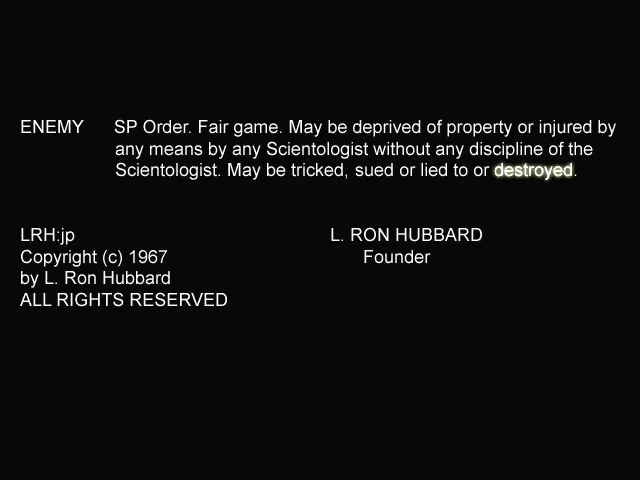 ENEMY SP Order. Fair game. May be deprived of property or injured by
any means by any Scientologist without any discipline of the
Scientologist. May be tricked, sued or lied to or destroyed.
LRH:jp L. RON HUBBARD
Copyright (c) 1967 Founder
by L. Ron Hubbard
ALL RIGHTS RESERVED